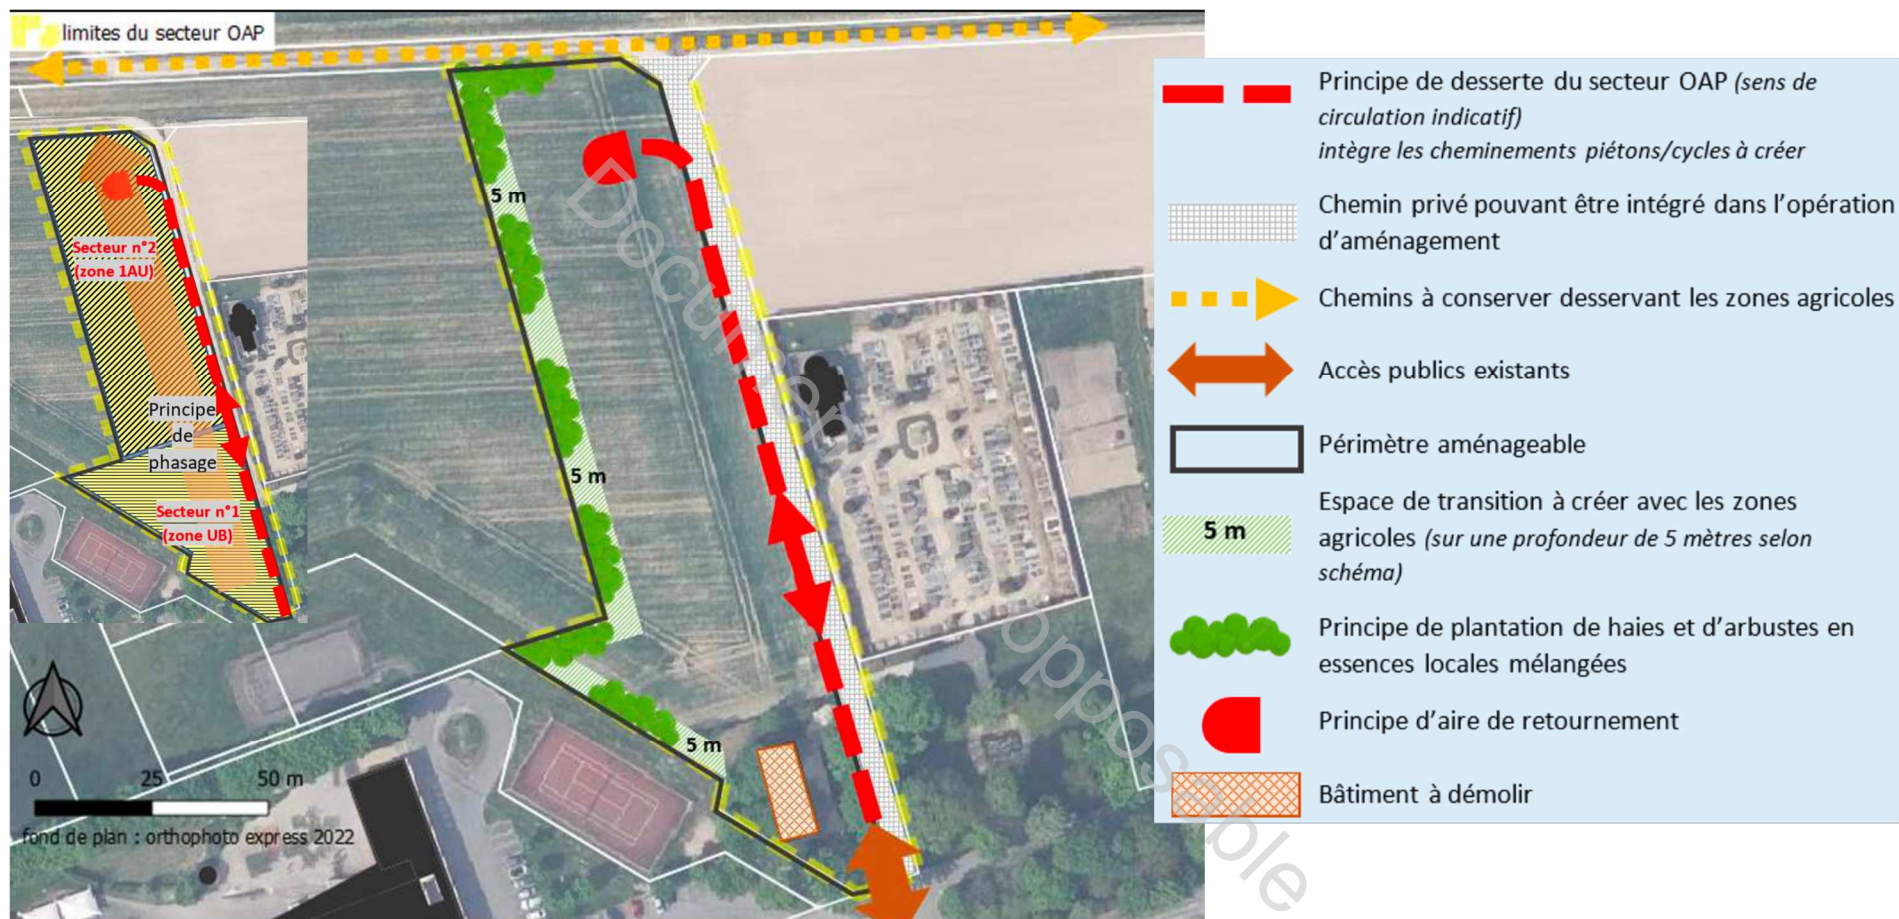 limites du secteur OAP
Secteur n°2
(zone 1AU)
Principe
de
phasage
Secteur n°1
(zone UB)
5 m
5 m
5 m
0 25 50 m
fond de plan : orthophoto express 2022
Document opposable
Principe de desserte du secteur OAP (sens de
circulation indicatif)
intègre les cheminements piétons/cycles à créer
Chemin privé pouvant être intégré dans l'opération
d'aménagement
Chemins à conserver desservant les zones agricoles
Accès publics existants
Périmètre aménageable
5 m
Espace de transition à créer avec les zones
agricoles (sur une profondeur de 5 mètres selon
schéma)
Principe de plantation de haies et d'arbustes en
essences locales mélangées
Principe d'aire de retournement
Bâtiment à démolir